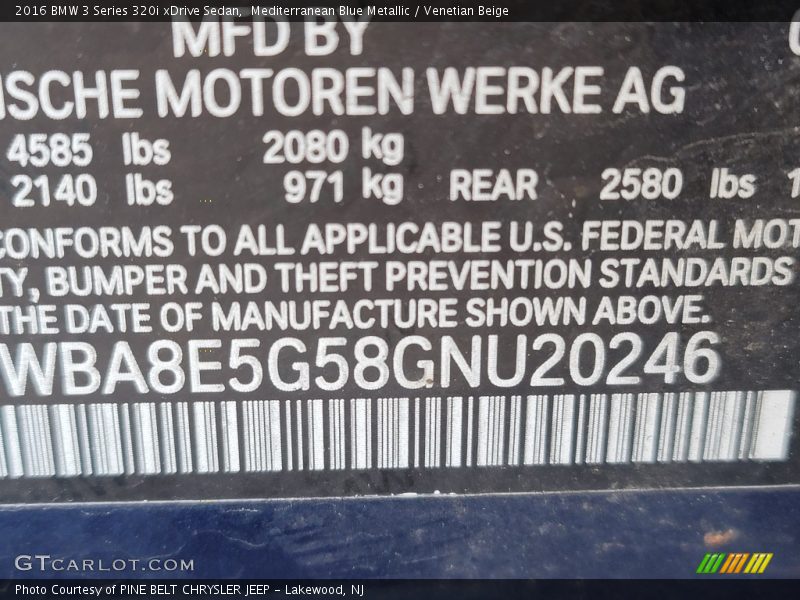 2016 BMW 3 Series 320i xDrive Sedan, Mediterranean Blue Metallic / Venetian Beige
MFD BY
ISCHE MOTOREN WERKE AG
4585 lbs 2080 kg
2140 lbs 971 kg REAR 2580 lbs 1
CONFORMS TO ALL APPLICABLE U.S. FEDERAL MOT
TY, BUMPER AND THEFT PREVENTION STANDARDS
THE DATE OF MANUFACTURE SHOWN ABOVE.
WBA8E5G58GNU20246
GTCARLOT.COM
Photo Courtesy of PINE BELT CHRYSLER JEEP - Lakewood, NJ